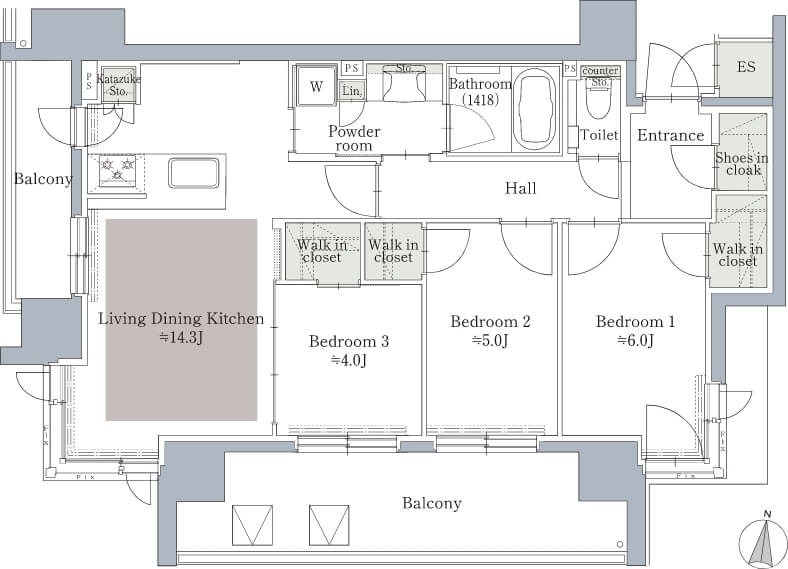 PS
Katazuke
Sto.
W
PS
Lin.
Sto.
Powder
room
Bathroom
(1418)
PS
counter
Sto.
Toilet
Entrance
ES
Shoes in
cloak
Balcony
Hall
Walk in
closet
Walk in
closet
Walk in
closet
Living Dining Kitchen
≒14.3J
Bedroom 3
≒4.0J
Bedroom 2
≒5.0J
Bedroom 1
≒6.0J
Fix
Fix
Fix
Fix
Balcony
N